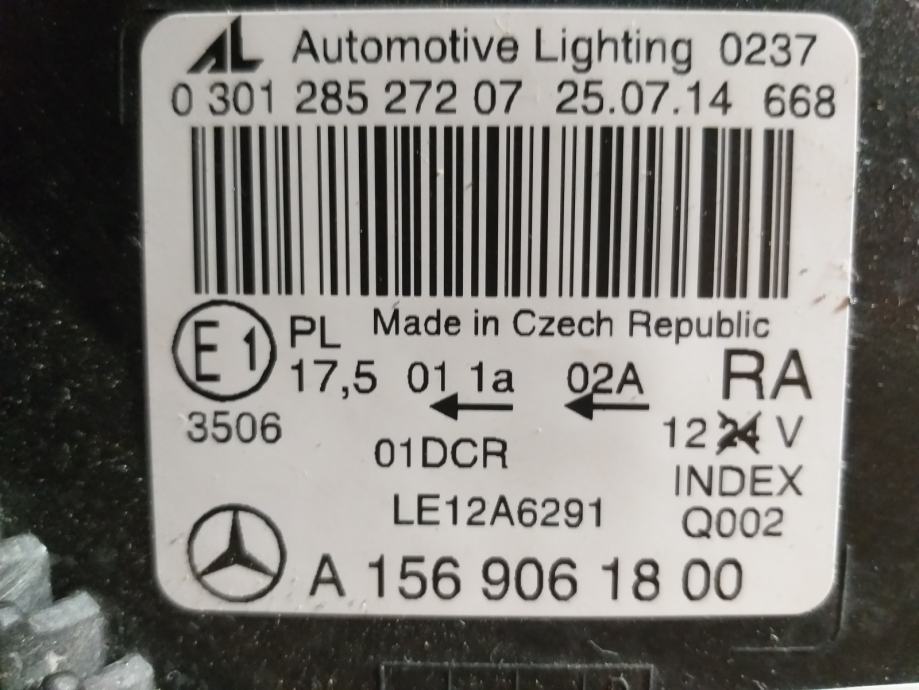 AL Automotive Lighting 0237
0 301 285 272 07 25.07.14 668
E1 PL Made in Czech Republic
17,5 01 1a 02A RA
3506 12 24 V
01DCR INDEX
LE12A6291 Q002
A 156 906 18 00